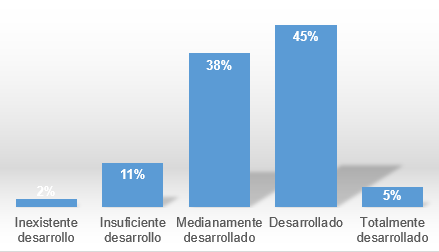 45%
38%
11%
5%
2%
Inexistente Insuficiente Medianamente Desarrollado Totalmente
desarrollo desarrollo desarrollado desarrollado